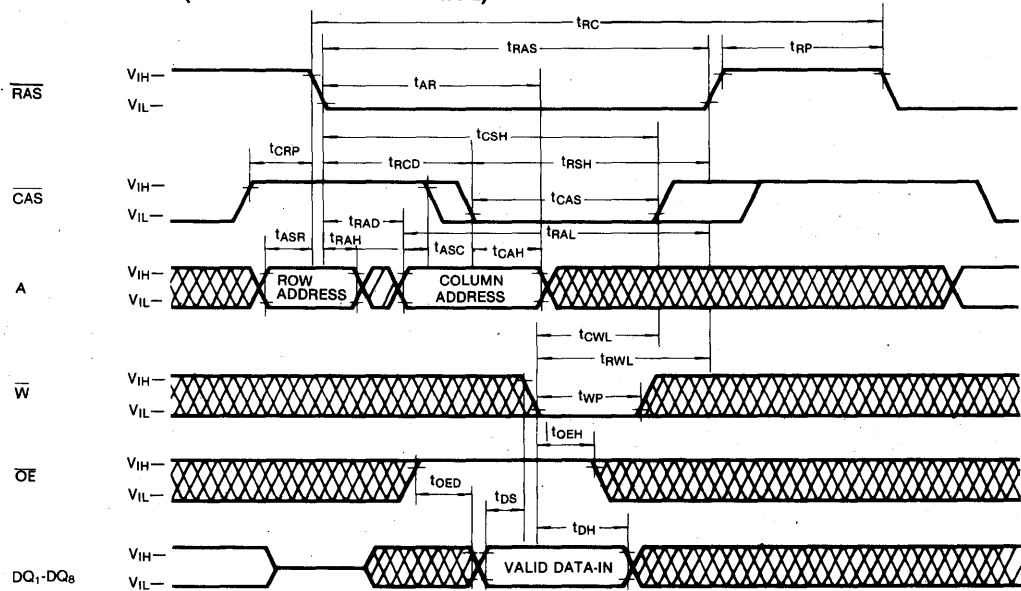 tRC
tRAS
tRP
tAR
RAS
VIH
VIL
tCSH
tCRP
tRCD
tRSH
CAS
VIH
VIL
tCAS
tRAD
tRAL
tASR
tRAH
tASC
tCAH
A
VIH
VIL
ROW
ADDRESS
COLUMN
ADDRESS
tCWL
tRWL
W
VIH
VIL
tWP
tOEH
OE
VIH
VIL
tOED
tDS
tDH
DQ1-DQ8
VIH
VIL
VALID DATA-IN